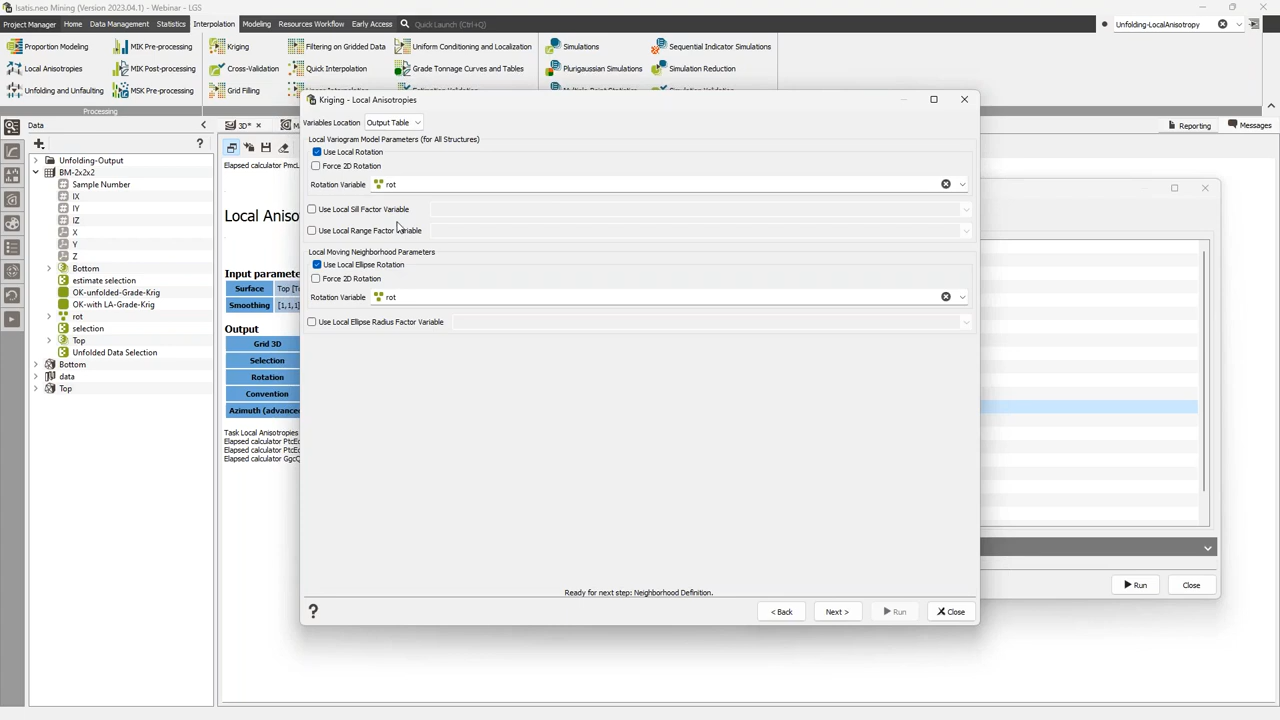 Isatis.neo Mining (Version 2023.04.1) - Webinar - LGS
Project Manager Home Data Management Statistics Interpolation Modeling Resources Workflow Early Access Quick Launch (Ctrl+Q) Unfolding-LocalAnisotropy
Proportion Modeling MIK Pre-processing Kriging Filtering on Gridded Data Uniform Conditioning and Localization Simulations Sequential Indicator Simulations
Local Anisotropies MIK Post-processing Cross-Validation Quick Interpolation Grade Tonnage Curves and Tables Plurigaussian Simulations Simulation Reduction
Unfolding and Unfaulting MSK Pre-processing Grid Filling
Processing
Kriging - Local Anisotropies
Data
3D*
Reporting Messages
Variables Location Output Table
Local Variogram Model Parameters (for All Structures)
Use Local Rotation
Force 2D Rotation
Rotation Variable rot
Use Local Sill Factor Variable
Use Local Range Factor Variable
Local Moving Neighborhood Parameters
Use Local Ellipse Rotation
Force 2D Rotation
Rotation Variable rot
Use Local Ellipse Radius Factor Variable
Ready for next step: Neighborhood Definition.
? < Back Next > Run Close
Unfolding-Output
BM-2x2x2
Sample Number
IX
IY
IZ
X
Y
Z
Bottom
estimate selection
OK-unfolded-Grade-Krig
OK-with LA-Grade-Krig
rot
selection
Top
Unfolded Data Selection
Bottom
data
Top
Elapsed calculator PmcL
Local Aniso
Input parame
Surface Top [T
Smoothing [1,1,1]
Output
Grid 3D
Selection
Rotation
Convention
Azimuth (advance
Task Local Anisotropies
Elapsed calculator PtcEc
Elapsed calculator PtcEc
Elapsed calculator GgcC
Run Close